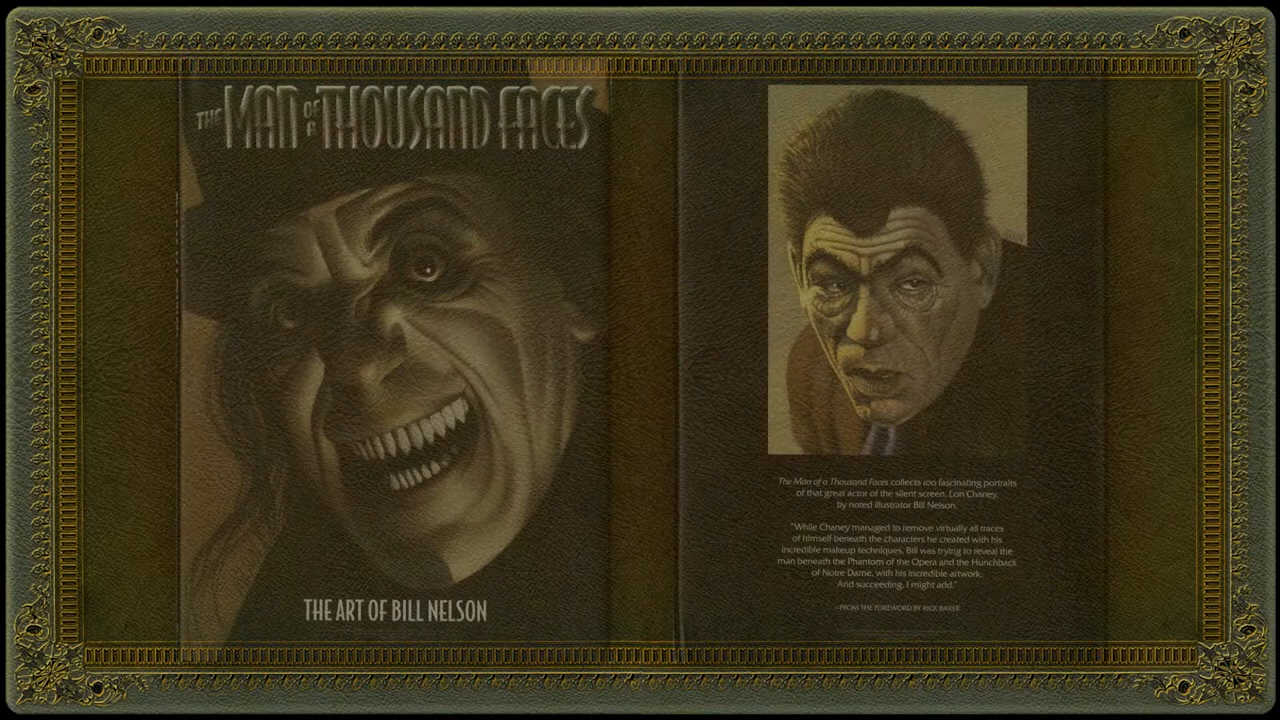 THE MAN OF A THOUSAND FACES
THE ART OF BILL NELSON
The Man of a Thousand Faces collects 100 fascinating portraits
of that great actor of the silent screen, Lon Chaney,
by noted illustrator Bill Nelson.
"While Chaney managed to remove virtually all traces
of himself beneath the characters he created with his
incredible makeup techniques, Bill was trying to reveal the
man beneath the Phantom of the Opera and the Hunchback
of Notre Dame, with his incredible artwork.
And succeeding, I might add."
–FROM THE FOREWORD BY RICK BAKER